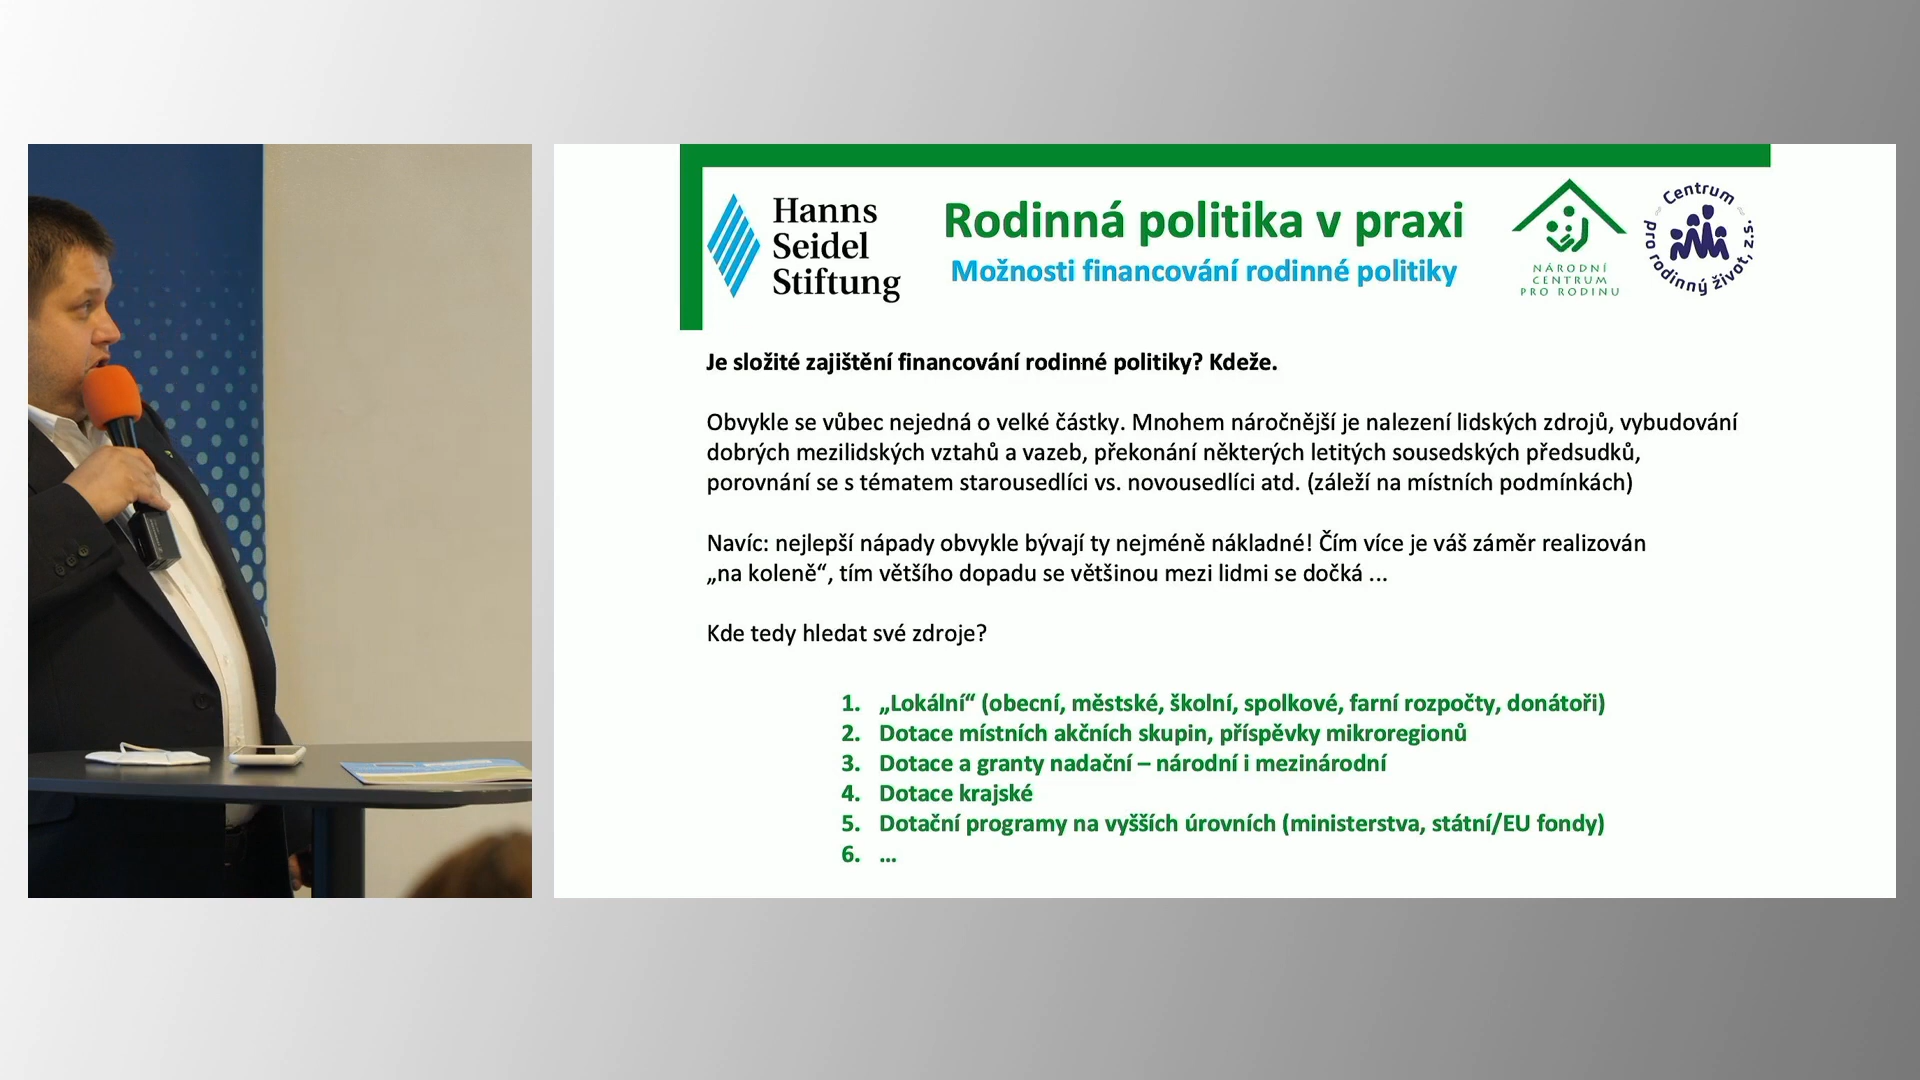 Hanns
Seidel
Stiftung
Rodinná politika v praxi
Možnosti financování rodinné politiky
NÁRODNÍ
CENTRUM
PRO RODINU
Centrum
pro rodinný život, z.s.
Je složité zajištění financování rodinné politiky? Kdeže.
Obvykle se vůbec nejedná o velké částky. Mnohem náročnější je nalezení lidských zdrojů, vybudování
dobrých mezilidských vztahů a vazeb, překonání některých letitých sousedských předsudků,
porovnání se s tématem starousedlíci vs. novousedlíci atd. (záleží na místních podmínkách)
Navíc: nejlepší nápady obvykle bývají ty nejméně nákladné! Čím více je váš záměr realizován
„na koleně“, tím většího dopadu se většinou mezi lidmi se dočká ...
Kde tedy hledat své zdroje?
1. „Lokální“ (obecní, městské, školní, spolkové, farní rozpočty, donátoři)
2. Dotace místních akčních skupin, příspěvky mikroregionů
3. Dotace a granty nadační – národní i mezinárodní
4. Dotace krajské
5. Dotační programy na vyšších úrovních (ministerstva, státní/EU fondy)
6. ...